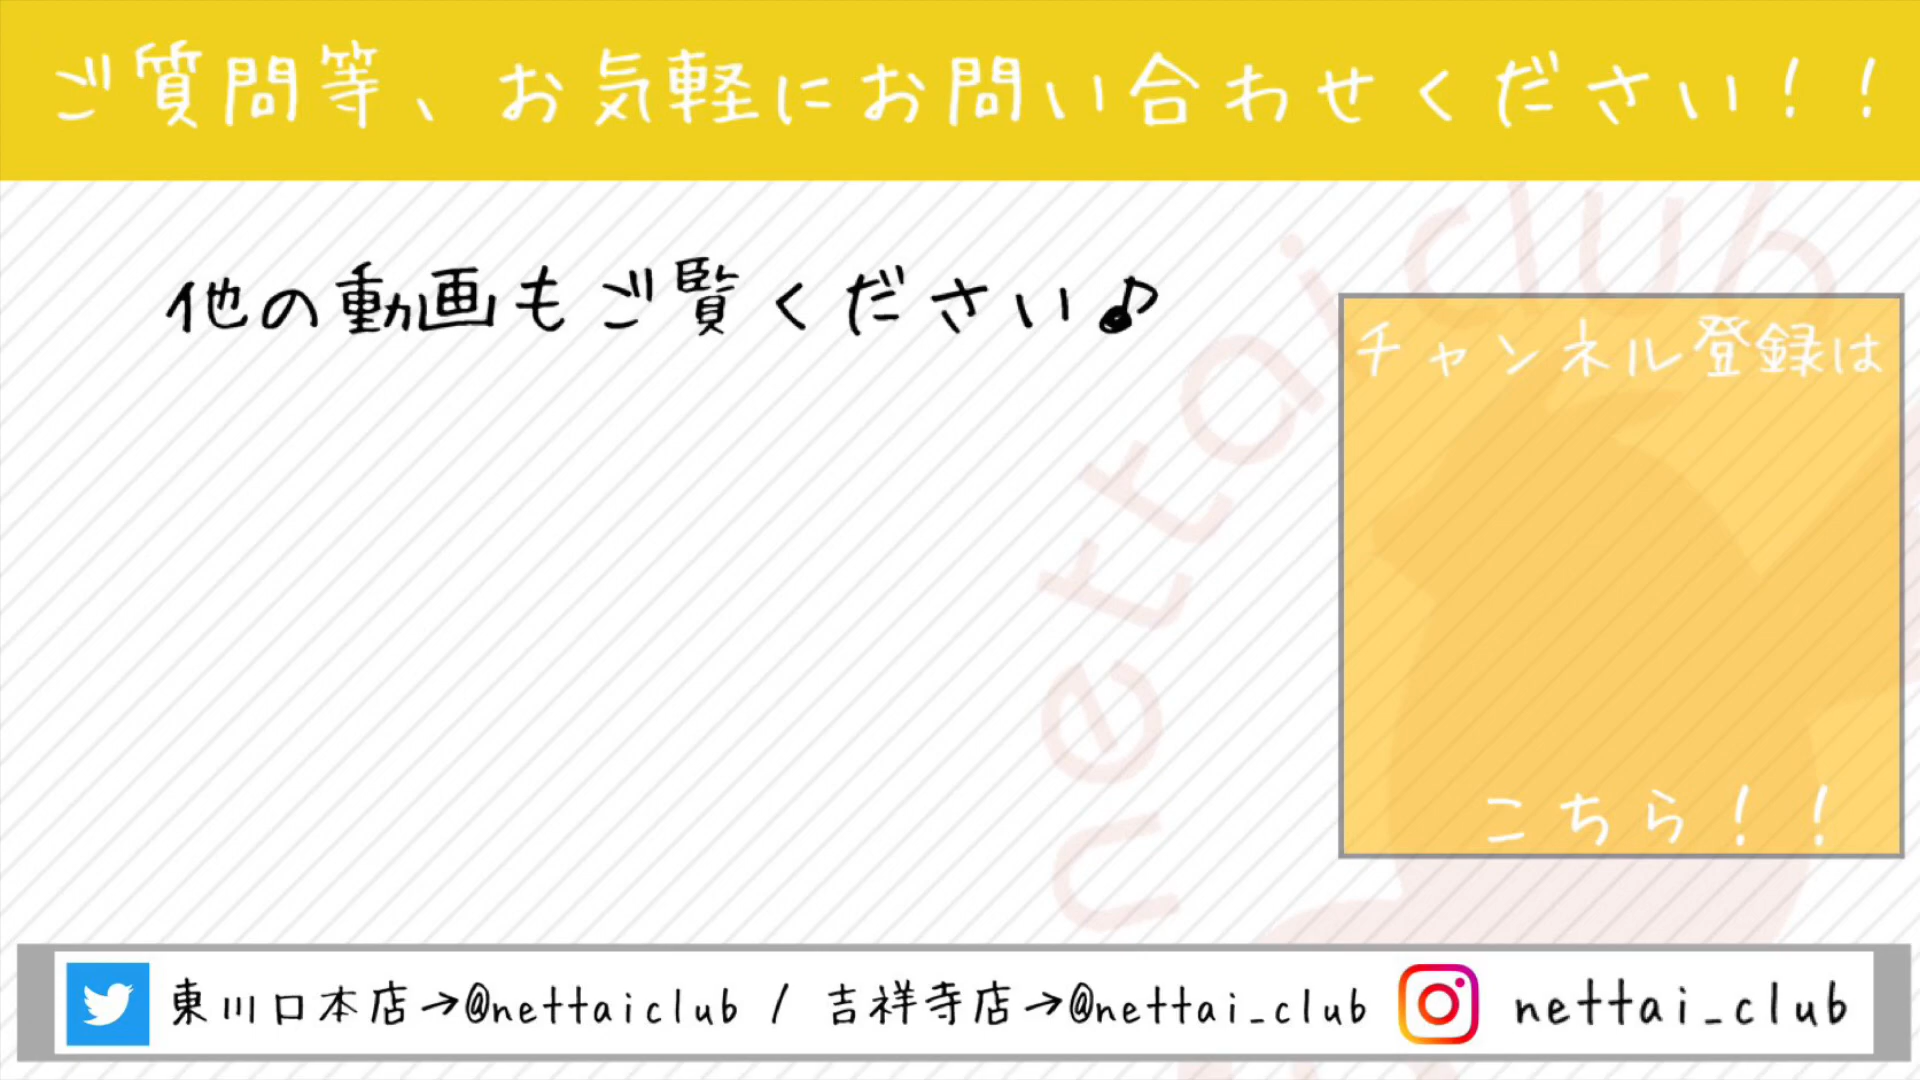 ご質問等、お気軽にお問い合わせください！！
他の動画もご覧ください♪
nettaiclub
チャンネル登録は
こちら！！
東川口本店→@nettaiclub / 吉祥寺店→@nettai_club
nettai_club